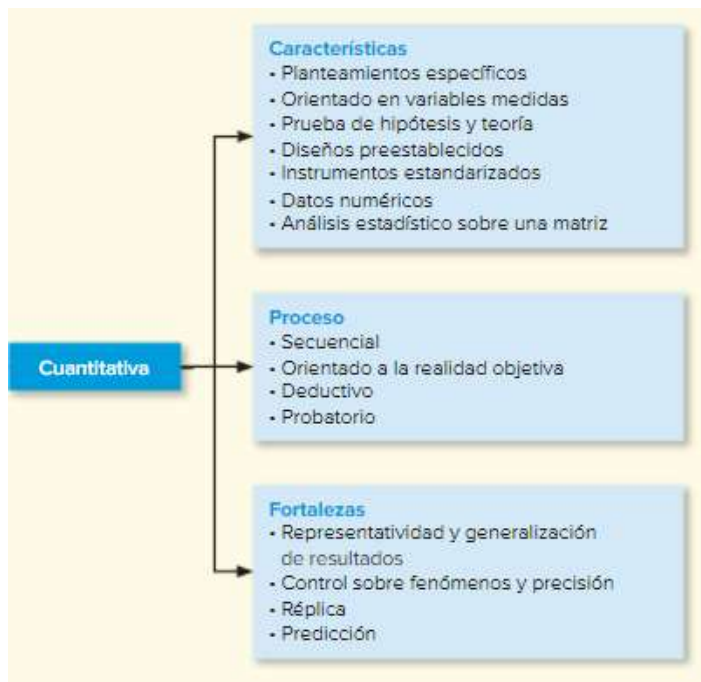 Características
• Planteamientos específicos
• Orientado en variables medidas
• Prueba de hipótesis y teoría
• Diseños preestablecidos
• Instrumentos estandarizados
• Datos numéricos
• Análisis estadístico sobre una matriz
Cuantitativa
Proceso
• Secuencial
• Orientado a la realidad objetiva
• Deductivo
• Probatorio
Fortalezas
• Representatividad y generalización
de resultados
• Control sobre fenómenos y precisión
• Réplica
• Predicción